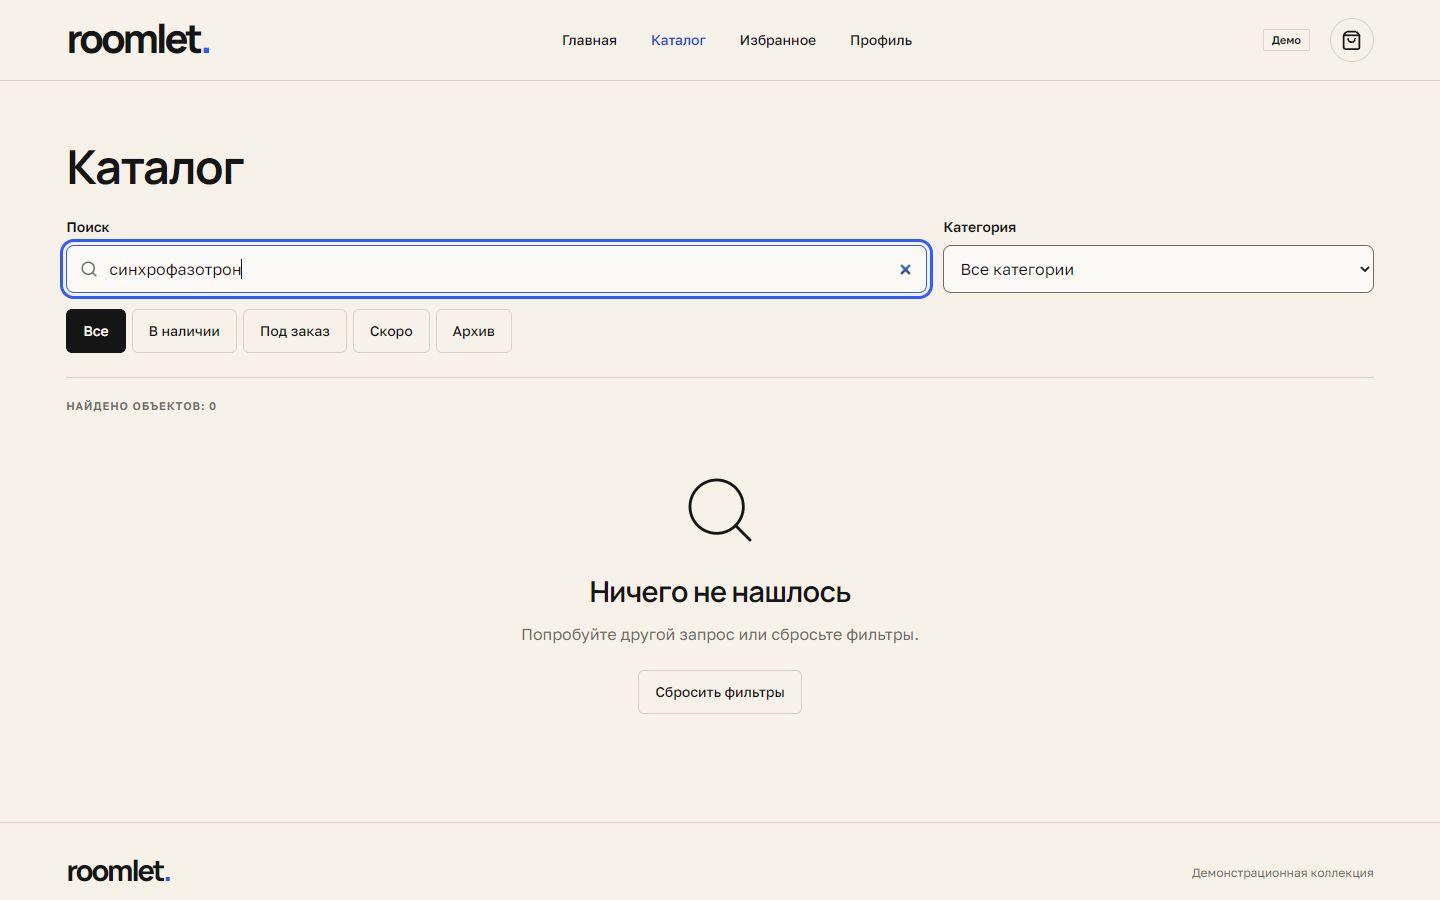 roomlet.
Главная Каталог Избранное Профиль
Демо
Каталог
Поиск
Категория
синхрофазотрон
Все категории
Все В наличии Под заказ Скоро Архив
НАЙДЕНО ОБЪЕКТОВ: 0
Ничего не нашлось
Попробуйте другой запрос или сбросьте фильтры.
Сбросить фильтры
roomlet.
Демонстрационная коллекция